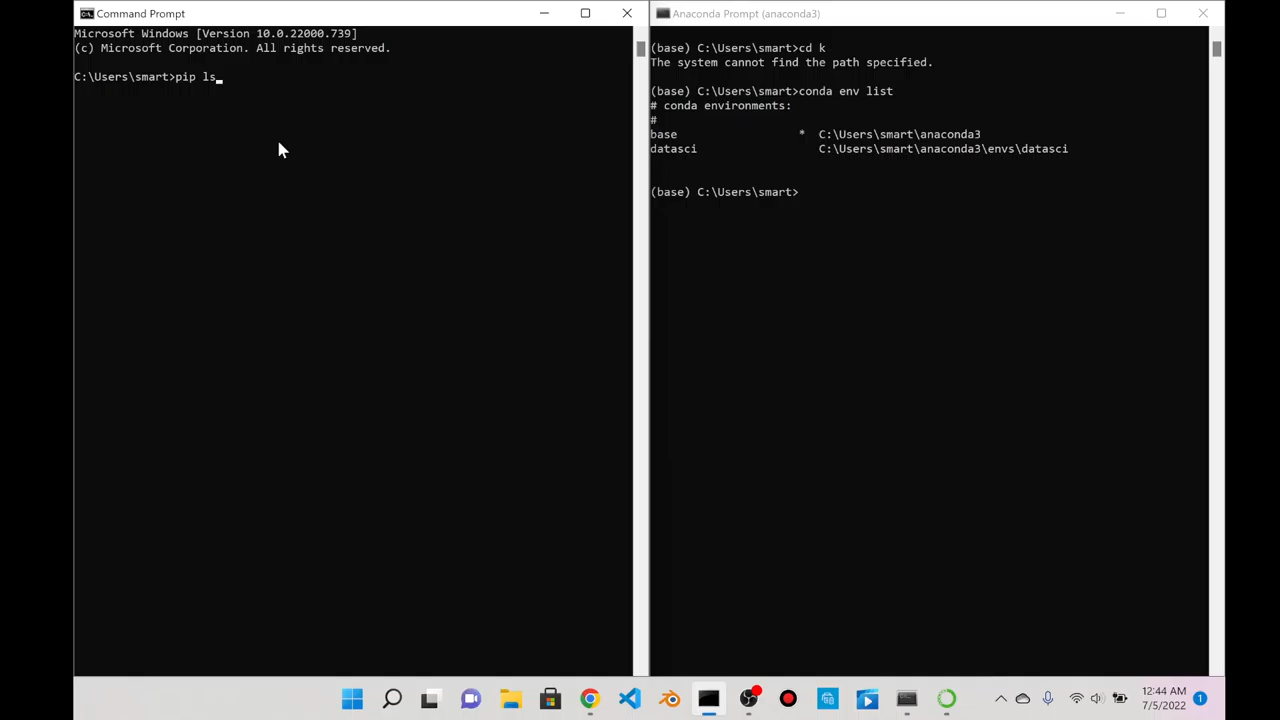 Command Prompt
Microsoft Windows [Version 10.0.22000.739]
(c) Microsoft Corporation. All rights reserved.
C:\Users\smart>pip ls_
Anaconda Prompt (anaconda3)
(base) C:\Users\smart>cd k
The system cannot find the path specified.
(base) C:\Users\smart>conda env list
# conda environments:
#
base * C:\Users\smart\anaconda3
datasci C:\Users\smart\anaconda3\envs\datasci
(base) C:\Users\smart>
12:44 AM
7/5/2022
1